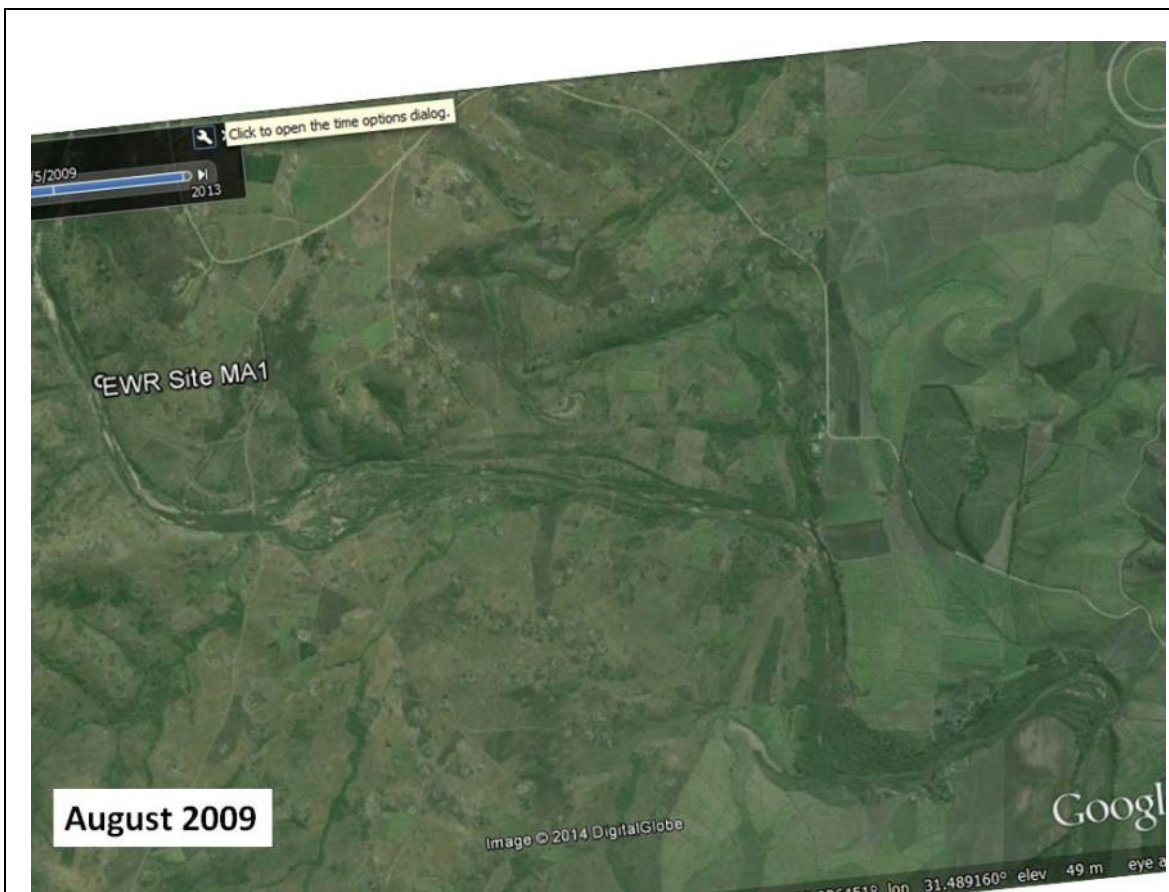 Click to open the time options dialog.
/5/2009
2013
EWR Site MA1
August 2009
Image © 2014 DigitalGlobe
Googl
lon 31.489160° elev 49 m eye a